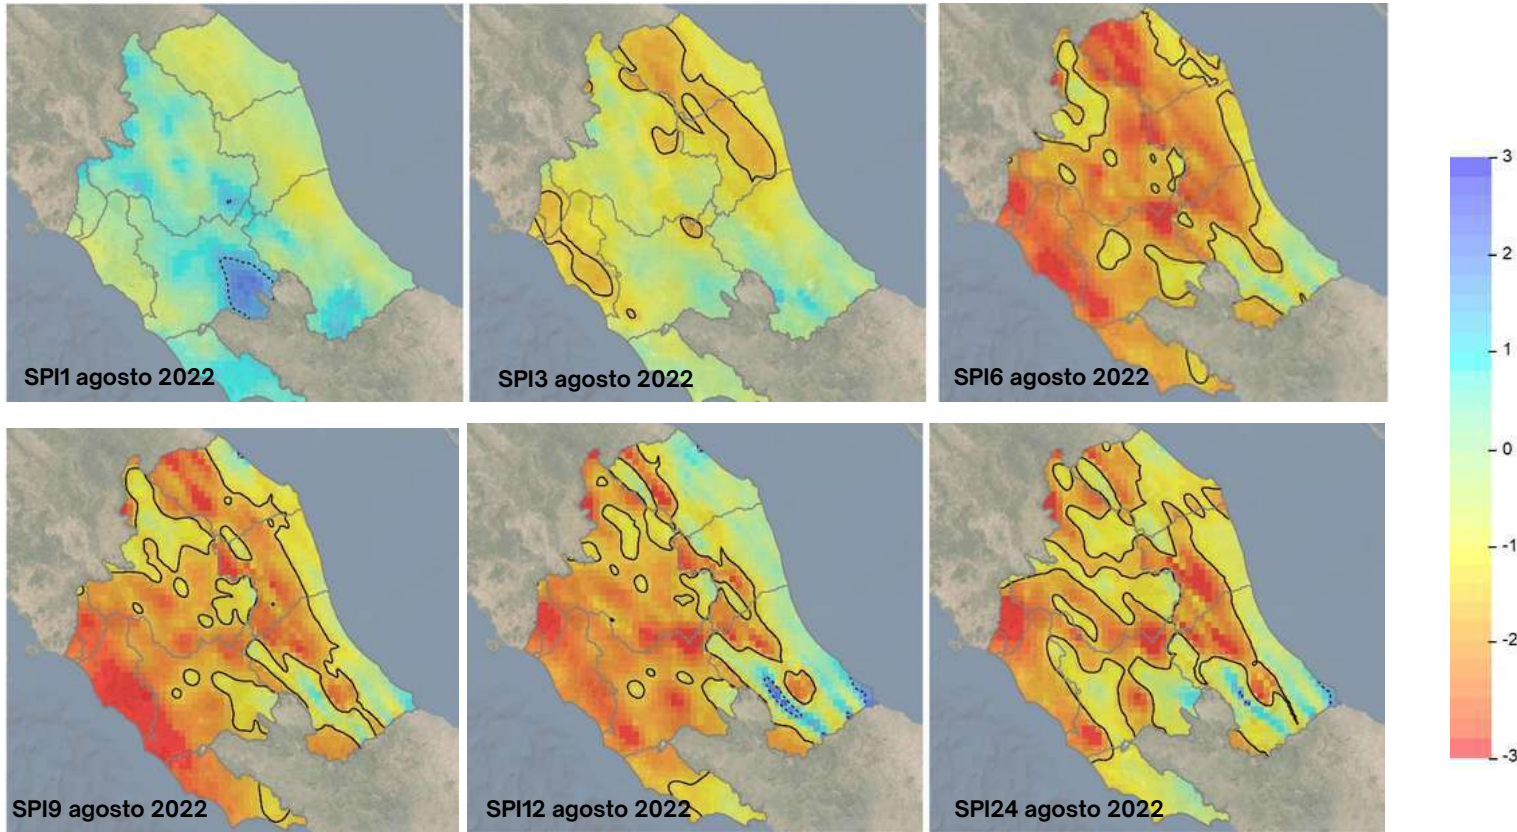 SPI1 agosto 2022
SPI3 agosto 2022
SPI6 agosto 2022
3
2
1
0
-1
-2
-3
SPI9 agosto 2022
SPI12 agosto 2022
SPI24 agosto 2022